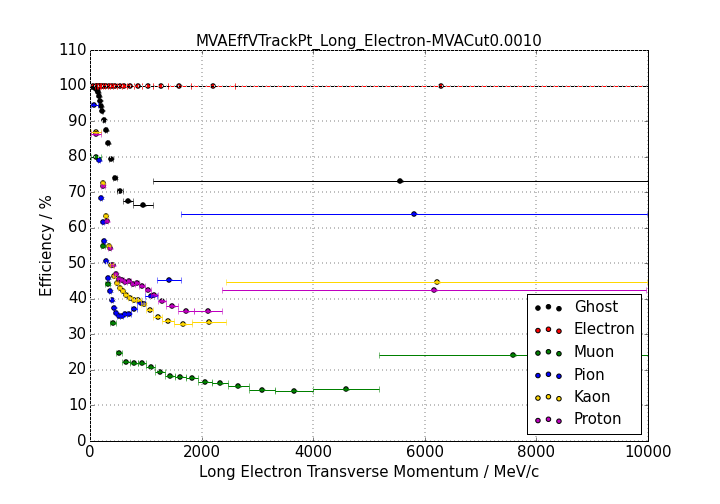 MVAEffVTrackPt_Long_Electron-MVACut0.0010
110
100
90
80
70
60
50
40
30
20
10
0
Efficiency / %
Ghost
Electron
Muon
Pion
Kaon
Proton
0 2000 4000 6000 8000 10000
Long Electron Transverse Momentum / MeV/c